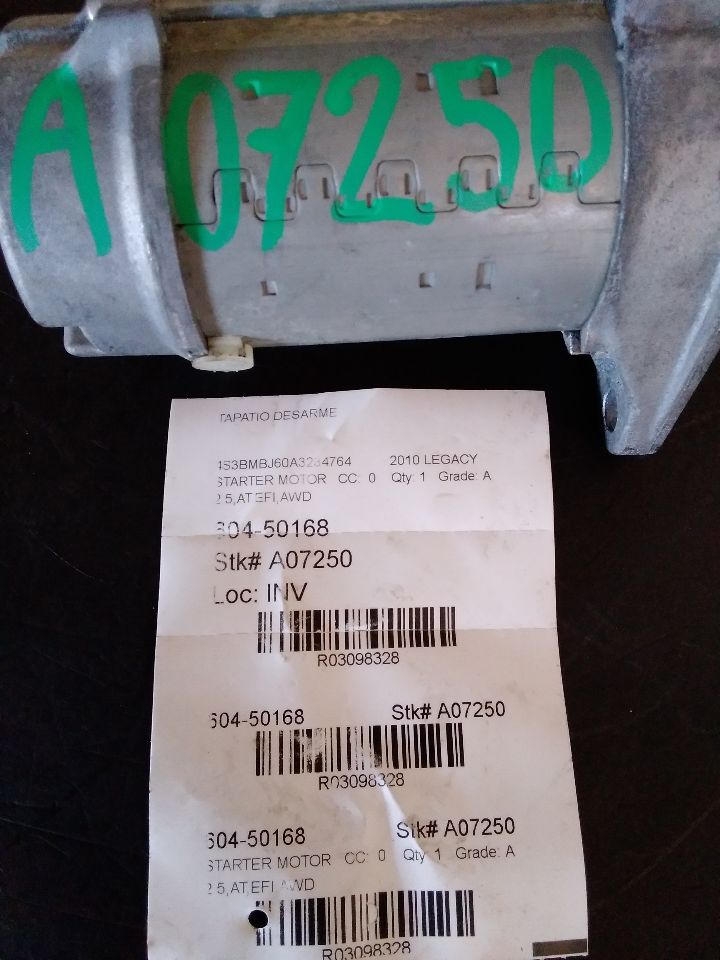 A07250
TAPATIO DESARME
4S3BMBJ60A3234764 2010 LEGACY
STARTER MOTOR CC: 0 Qty: 1 Grade: A
2.5,AT,EFI,AWD
604-50168
Stk# A07250
Loc: INV
R03098328
604-50168 Stk# A07250
R03098328
604-50168 Stk# A07250
STARTER MOTOR CC: 0 Qty: 1 Grade: A
2.5,AT,EFI,AWD
R03098328